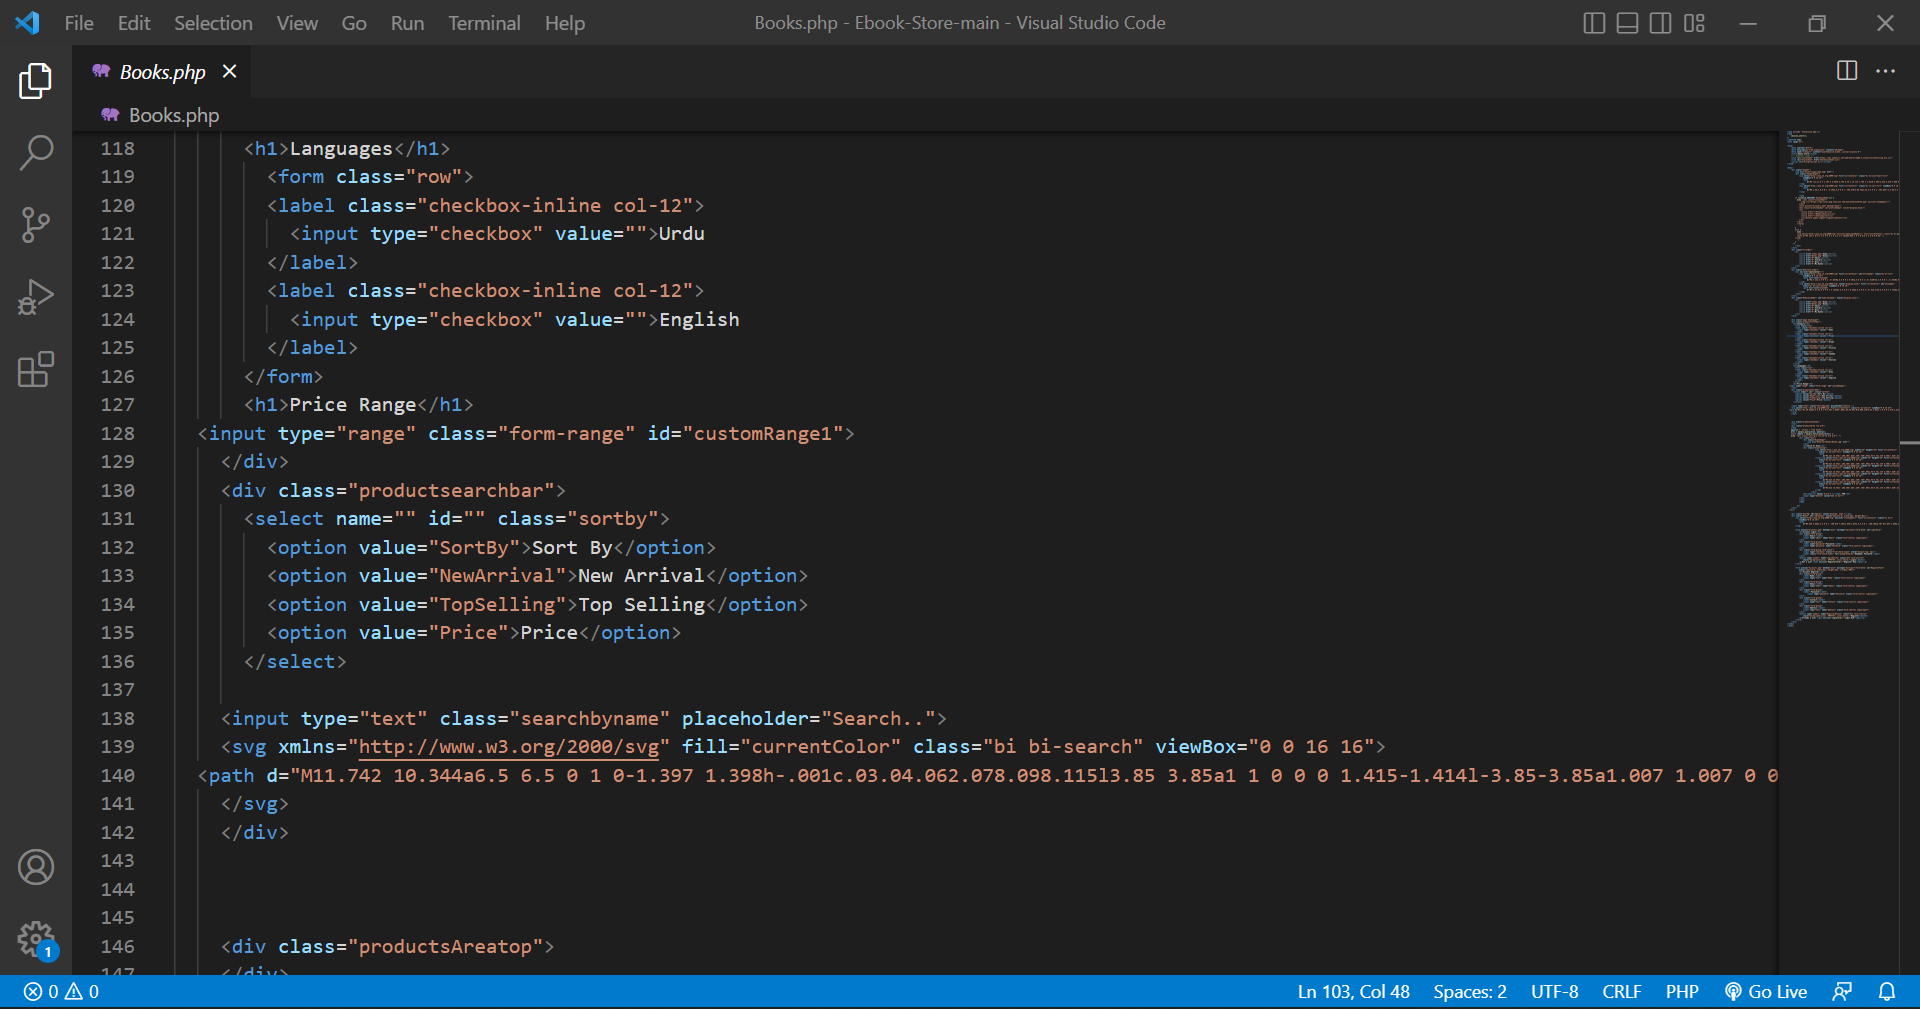 File Edit Selection View Go Run Terminal Help Books.php - Ebook-Store-main - Visual Studio Code
Books.php
Books.php
118 <h1>Languages</h1>
119 <form class="row">
120 <label class="checkbox-inline col-12">
121 <input type="checkbox" value="">Urdu
122 </label>
123 <label class="checkbox-inline col-12">
124 <input type="checkbox" value="">English
125 </label>
126 </form>
127 <h1>Price Range</h1>
128 <input type="range" class="form-range" id="customRange1">
129 </div>
130 <div class="productsearchbar">
131 <select name="" id="" class="sortby">
132 <option value="SortBy">Sort By</option>
133 <option value="NewArrival">New Arrival</option>
134 <option value="TopSelling">Top Selling</option>
135 <option value="Price">Price</option>
136 </select>
137
138 <input type="text" class="searchbyname" placeholder="Search..">
139 <svg xmlns="http://www.w3.org/2000/svg" fill="currentColor" class="bi bi-search" viewBox="0 0 16 16">
140 <path d="M11.742 10.344a6.5 6.5 0 1 0-1.397 1.398h-.001c.03.04.062.078.098.115l3.85 3.85a1 1 0 0 0 1.415-1.414l-3.85-3.85a1.007 1.007 0 0
141 </svg>
142 </div>
143
144
145
146 <div class="productsAreatop">
147 </div>
1
0 0 Ln 103, Col 48 Spaces: 2 UTF-8 CRLF PHP Go Live